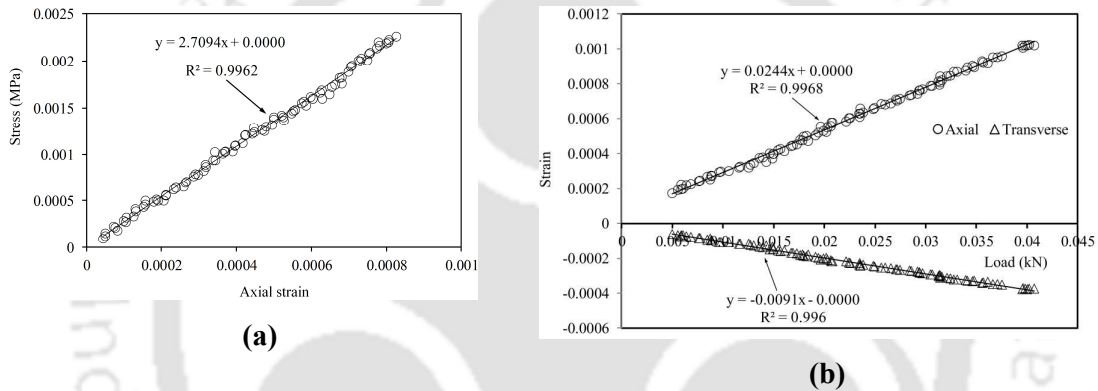 0.0025
0.002
0.0015
0.001
0.0005
0
Stress (MPa)
y = 2.7094x + 0.0000
R² = 0.9962
0 0.0002 0.0004 0.0006 0.0008 0.001
Axial strain
(a)
0.0012
0.001
0.0008
0.0006
0.0004
0.0002
0
-0.0002
-0.0004
-0.0006
Strain
y = 0.0244x + 0.0000
R² = 0.9968
Axial Transverse
0 0.005 0.01 0.015 0.02 0.025 0.03 0.035 0.04 0.045
Load (kN)
y = -0.0091x - 0.0000
R² = 0.996
(b)